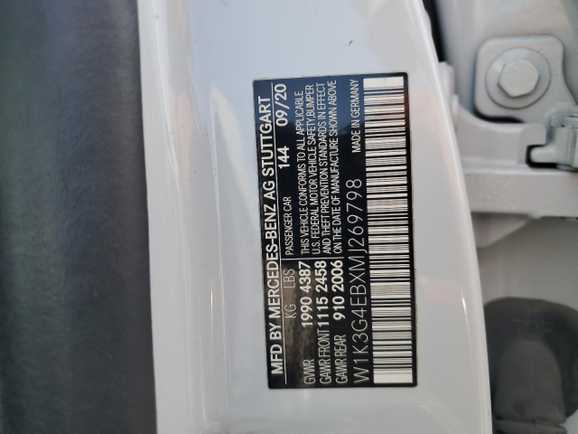 MFD BY MERCEDES-BENZ AG STUTTGART
PASSENGER CAR 144 09/20
KG LBS
GVWR 1990 4387
GAWR FRONT 1115 2458
GAWR REAR 910 2006
THIS VEHICLE CONFORMS TO ALL APPLICABLE
U.S. FEDERAL MOTOR VEHICLE SAFETY, BUMPER
AND THEFT PREVENTION STANDARDS IN EFFECT
ON THE DATE OF MANUFACTURE SHOWN ABOVE
MADE IN GERMANY
W1K3G4EBXMJ269798